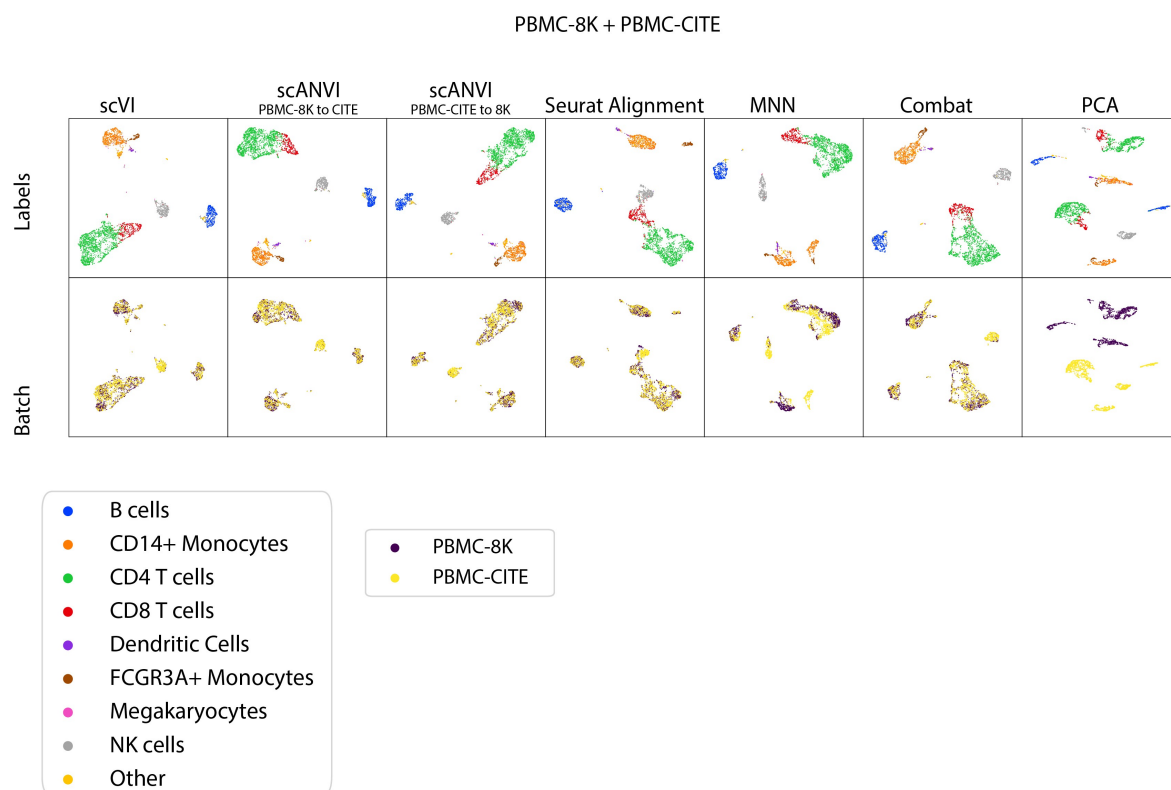 PBMC-8K + PBMC-CITE
scVI
scANVI
PBMC-8K to CITE
scANVI
PBMC-CITE to 8K
Seurat Alignment
MNN
Combat
PCA
Labels
Batch
B cells
CD14+ Monocytes
CD4 T cells
CD8 T cells
Dendritic Cells
FCGR3A+ Monocytes
Megakaryocytes
NK cells
Other
PBMC-8K
PBMC-CITE